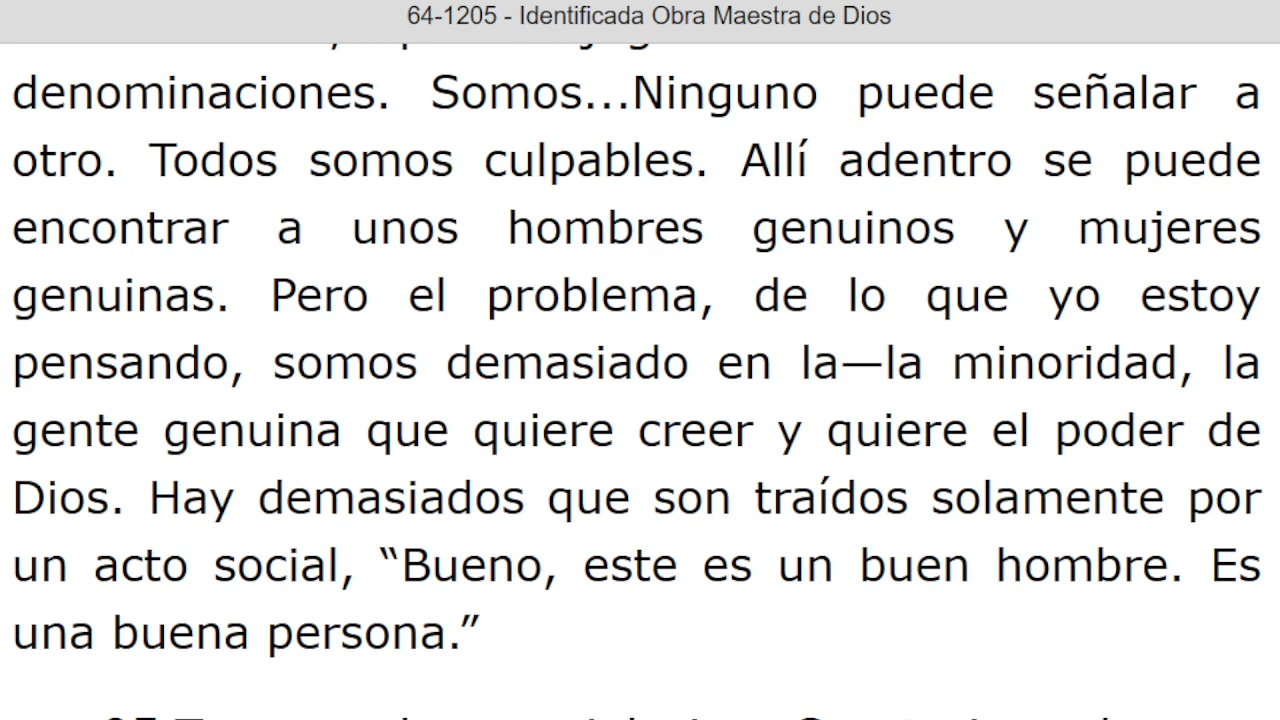 64-1205 - Identificada Obra Maestra de Dios
denominaciones. Somos...Ninguno puede señalar a
otro. Todos somos culpables. Allí adentro se puede
encontrar a unos hombres genuinos y mujeres
genuinas. Pero el problema, de lo que yo estoy
pensando, somos demasiado en la—la minoridad, la
gente genuina que quiere creer y quiere el poder de
Dios. Hay demasiados que son traídos solamente por
un acto social, “Bueno, este es un buen hombre. Es
una buena persona.”